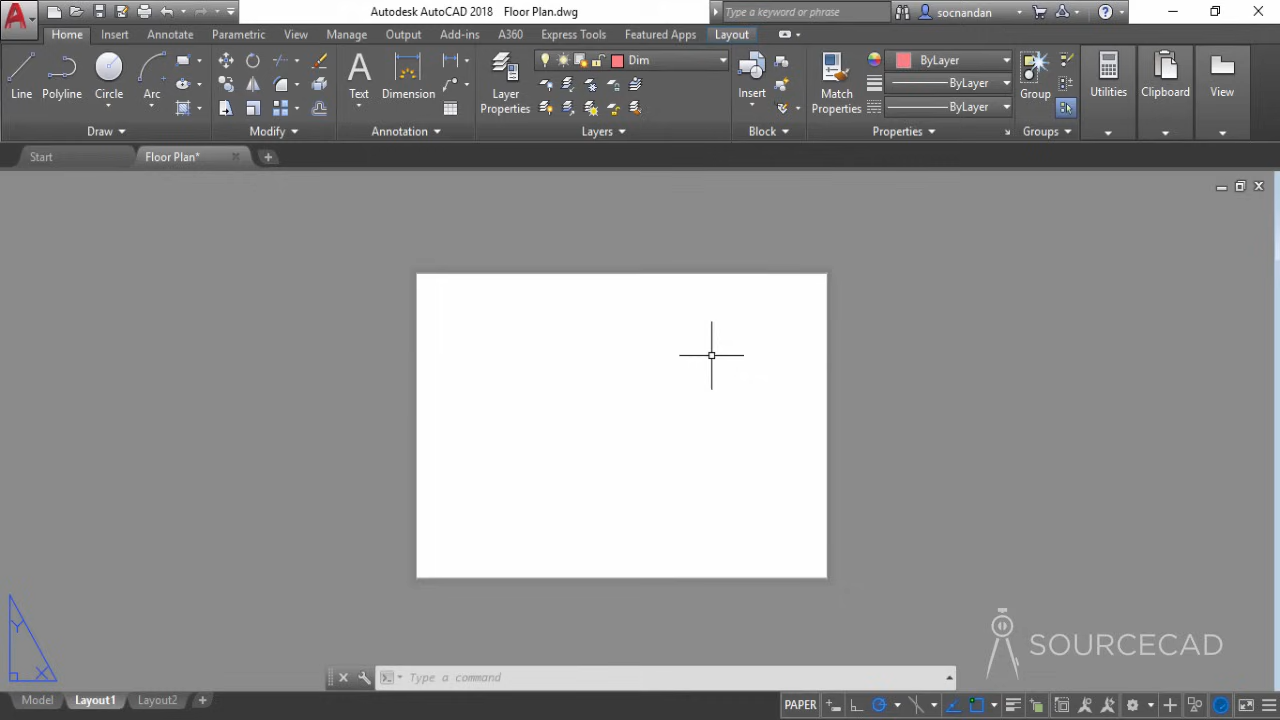 Autodesk AutoCAD 2018 Floor Plan.dwg
Type a keyword or phrase
socnandan
Home Insert Annotate Parametric View Manage Output Add-ins A360 Express Tools Featured Apps Layout
Line Polyline Circle Arc
Draw
Modify
Text Dimension
Annotation
Layer Properties
Dim
Layers
Insert
Block
Match Properties
ByLayer
ByLayer
ByLayer
Properties
Group
Groups
Utilities
Clipboard
View
Start
Floor Plan*
Y
X
SOURCECAD
Type a command
Model Layout1 Layout2
PAPER